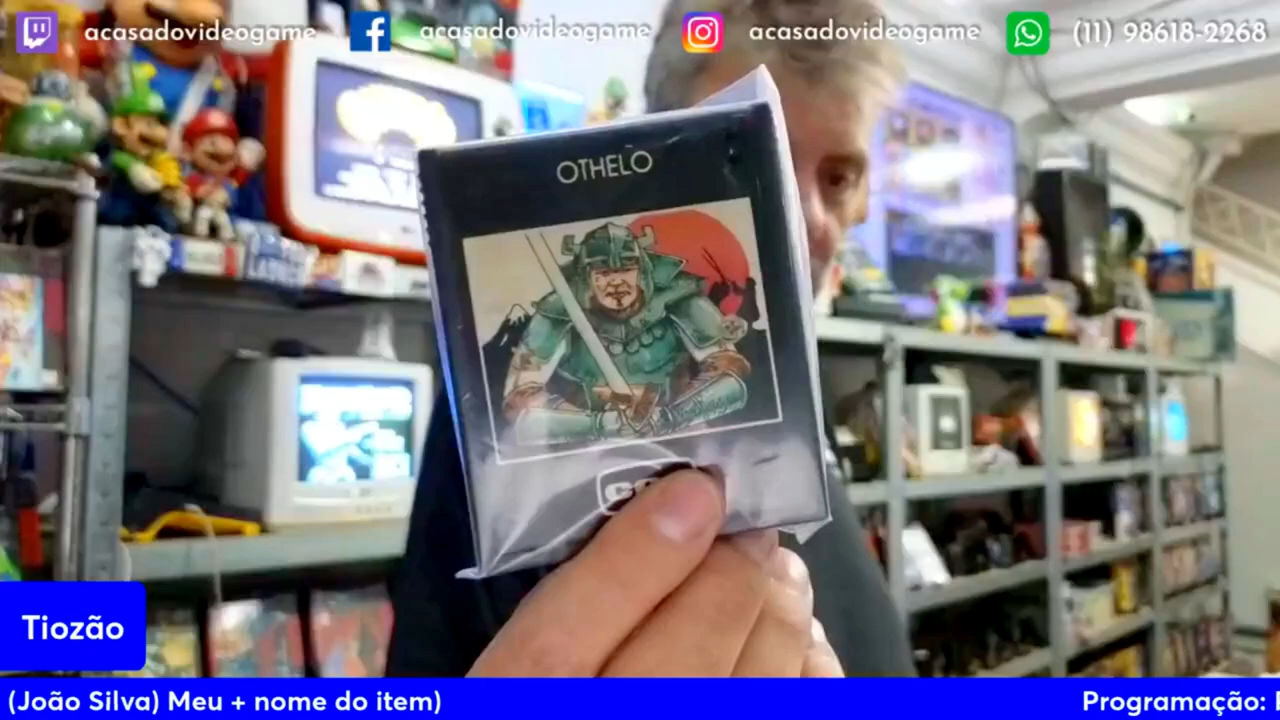 acasadovideogame
acasadovideogame
acasadovideogame
(11) 98618-2268
OTHELO
Tiozão
(João Silva) Meu + nome do item)
Programação: